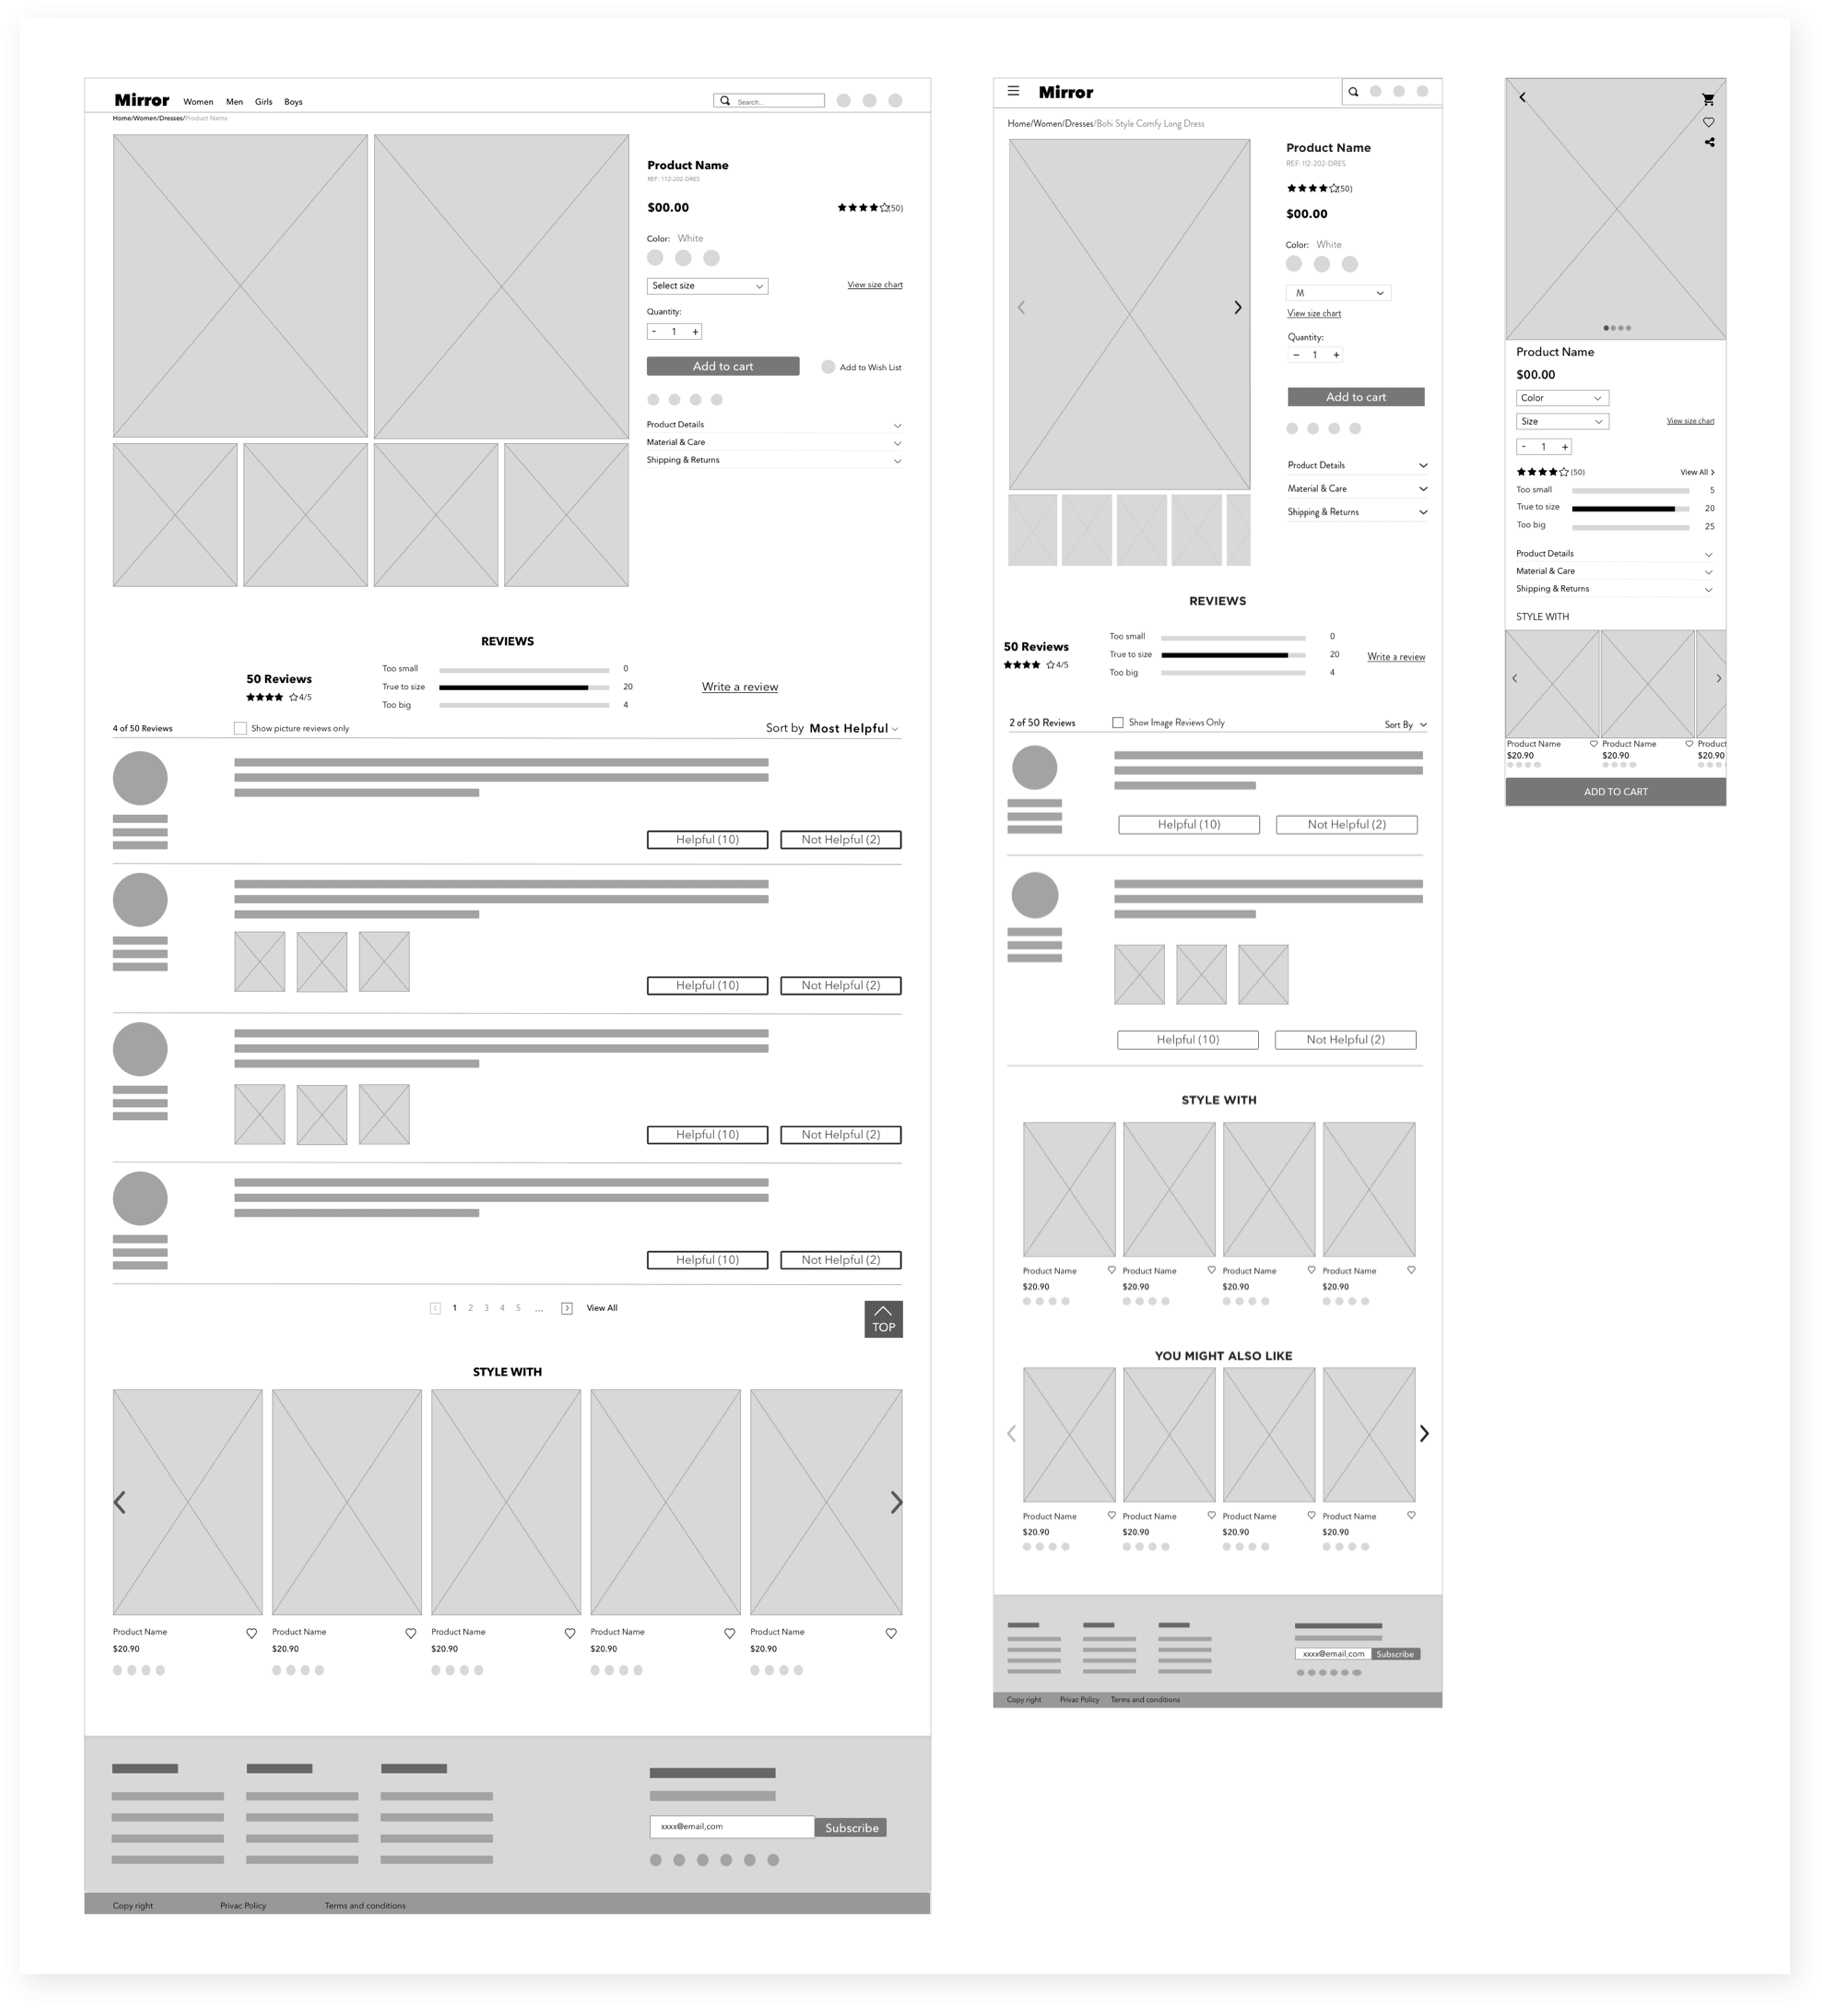 Mirror Women Men Girls Boys Search...
Home/Women/Dresses/Product Name
Product Name
REF: 112-202-DRES
$00.00 (50)
Color: White
Select size View size chart
Quantity:
- 1 +
Add to cart Add to Wish List
Product Details
Material & Care
Shipping & Returns
REVIEWS
50 Reviews
4/5
Too small 0
True to size 20
Too big 4
Write a review
4 of 50 Reviews Show picture reviews only Sort by Most Helpful
Helpful (10) Not Helpful (2)
Helpful (10) Not Helpful (2)
Helpful (10) Not Helpful (2)
Helpful (10) Not Helpful (2)
1 2 3 4 5 ... View All
TOP
STYLE WITH
Product Name Product Name Product Name Product Name Product Name
$20.90 $20.90 $20.90 $20.90 $20.90
xxxx@email,com Subscribe
Copy right Privac Policy Terms and conditions
Mirror
Home/Women/Dresses/Bohi Style Comfy Long Dress
Product Name
REF: 112-202-DRES
(50)
$00.00
Color: White
M
View size chart
Quantity:
- 1 +
Add to cart
Product Details
Material & Care
Shipping & Returns
REVIEWS
50 Reviews
4/5
Too small 0
True to size 20
Too big 4
Write a review
2 of 50 Reviews Show Image Reviews Only Sort By
Helpful (10) Not Helpful (2)
Helpful (10) Not Helpful (2)
STYLE WITH
Product Name Product Name Product Name Product Name
$20.90 $20.90 $20.90 $20.90
YOU MIGHT ALSO LIKE
Product Name Product Name Product Name Product Name
$20.90 $20.90 $20.90 $20.90
xxxx@email,com Subscribe
Copy right Privac Policy Terms and conditions
Product Name
$00.00
Color
Size View size chart
- 1 +
(50) View All >
Too small 5
True to size 20
Too big 25
Product Details
Material & Care
Shipping & Returns
STYLE WITH
Product Name Product Name Product
$20.90 $20.90 $20.90
ADD TO CART